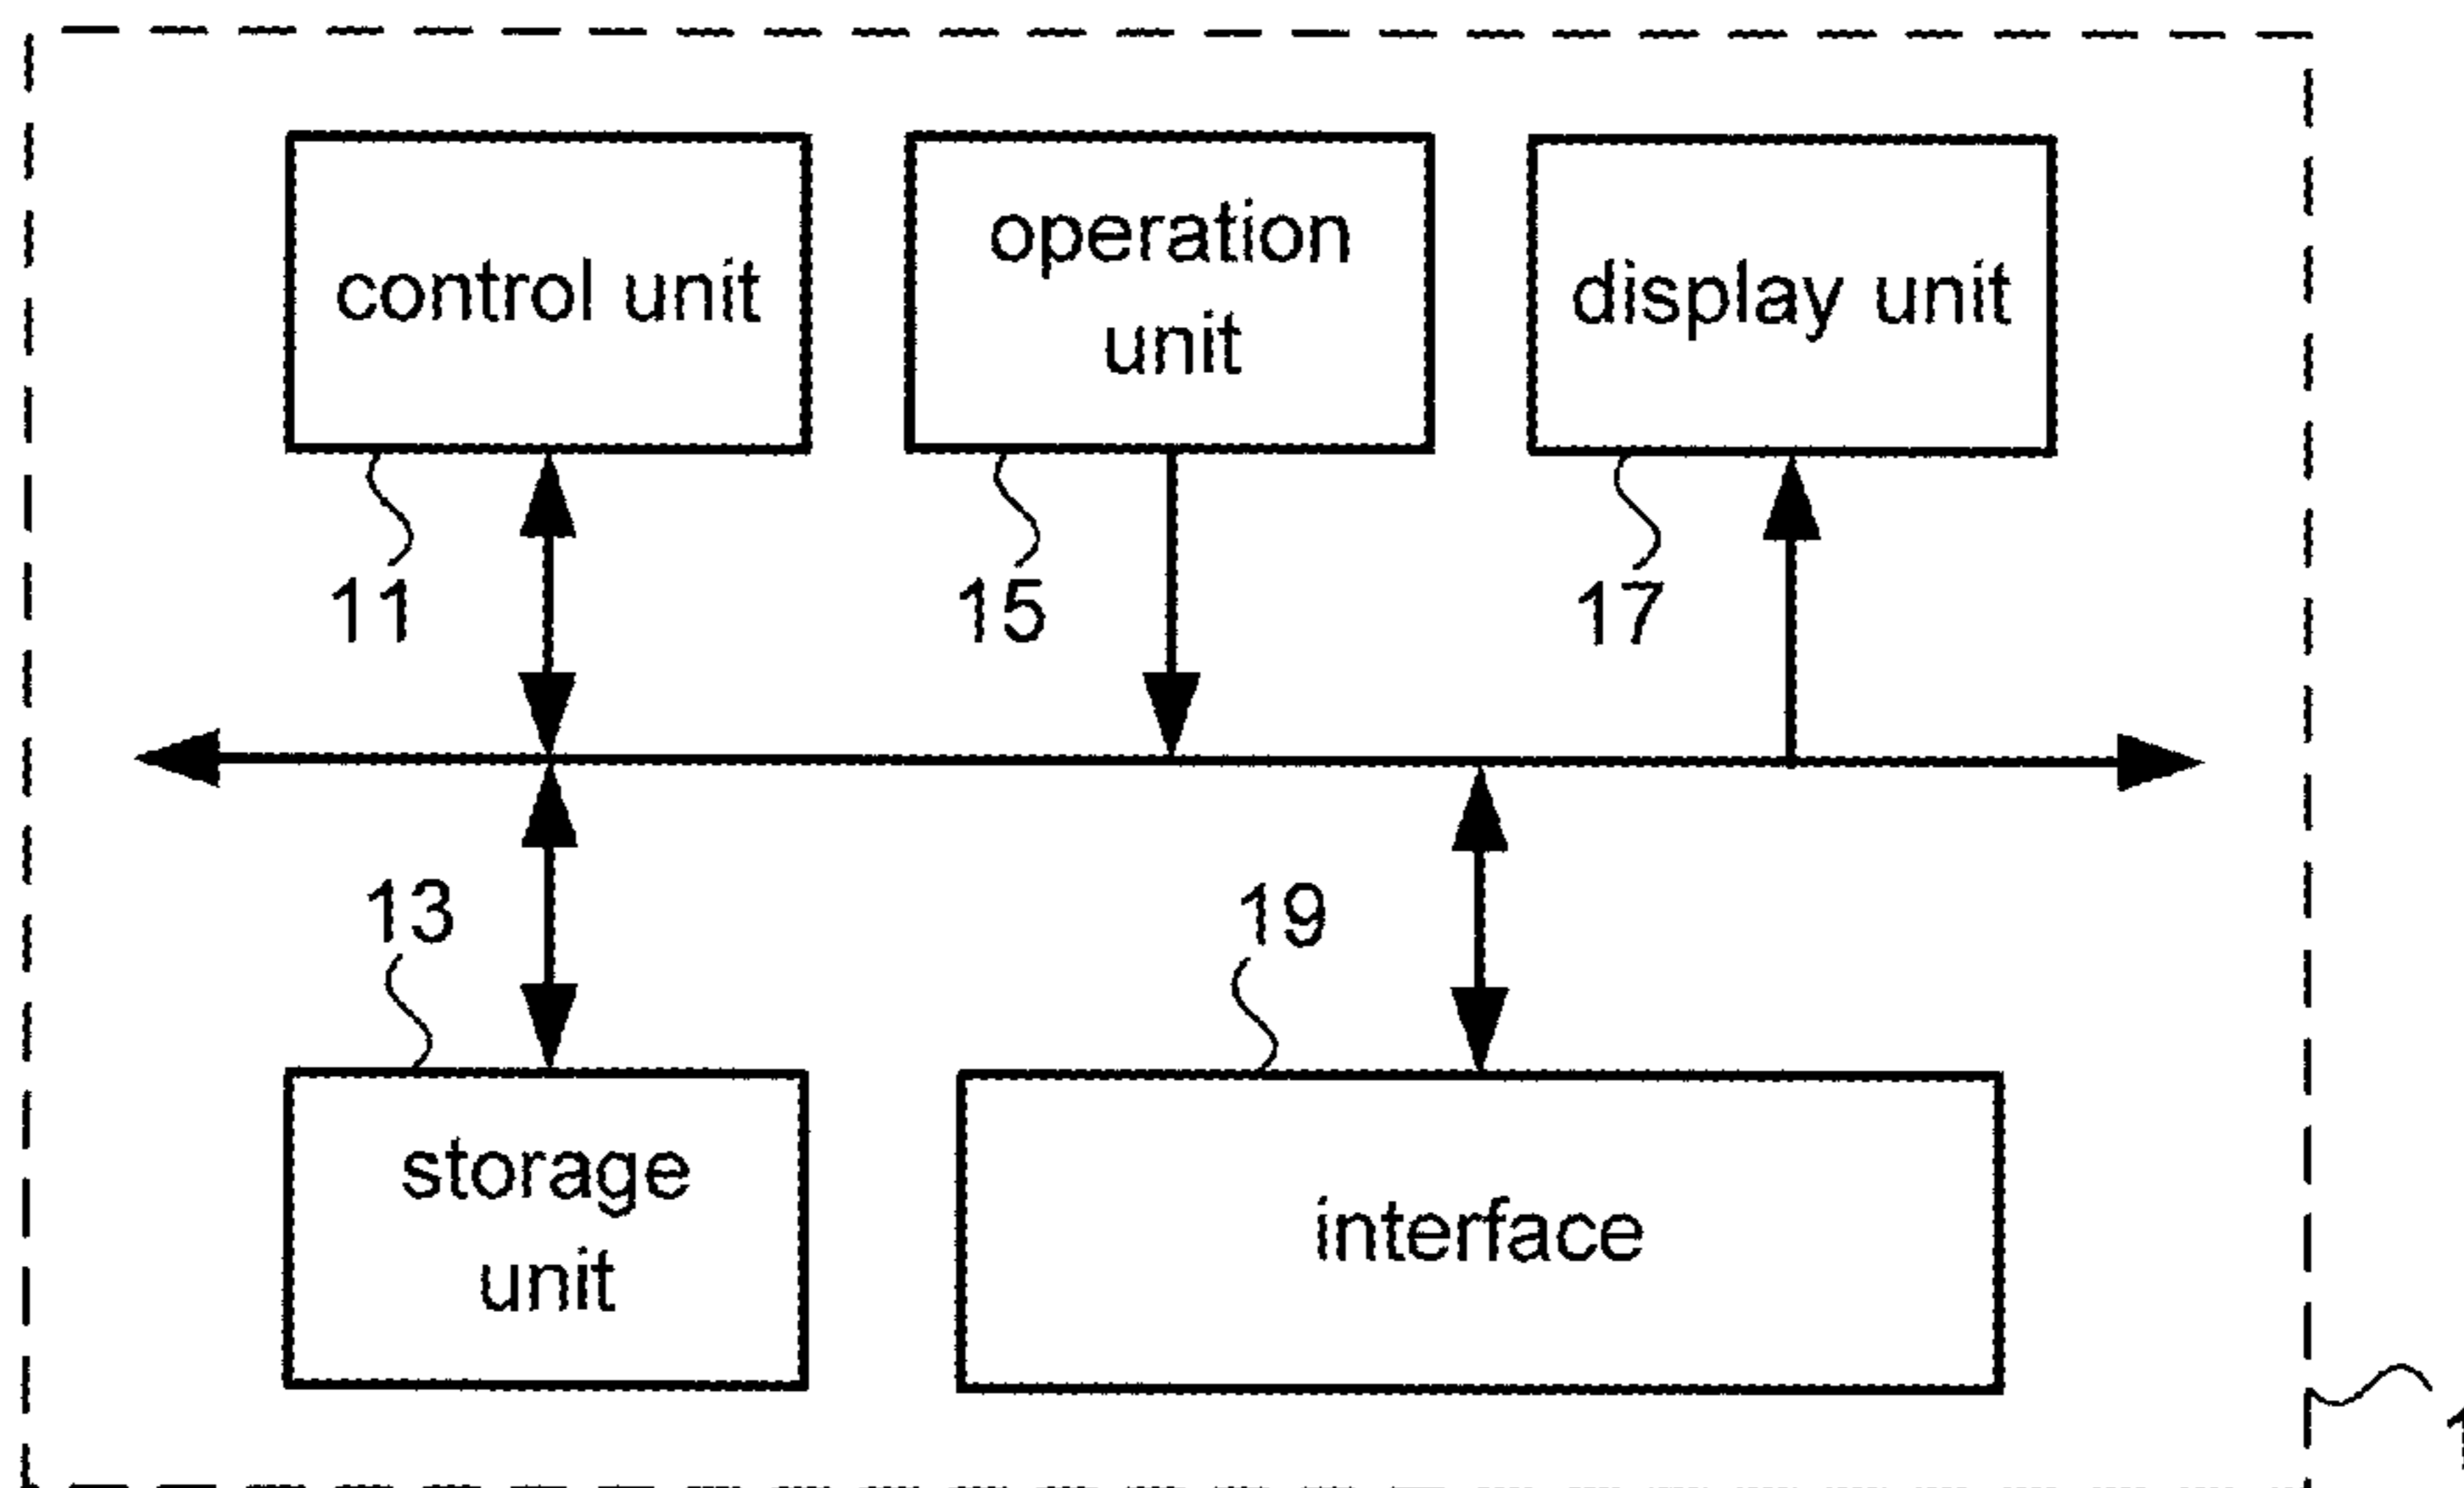 control unit
operation
unit
display unit
11
15
17
13
19
storage
unit
interface